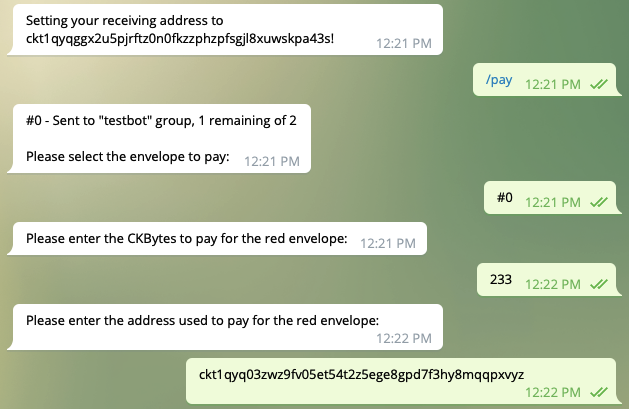 Setting your receiving address to
ckt1qyqggx2u5pjrftz0n0fkzzphzpfsgjl8xuwskpa43s!
12:21 PM
/pay 12:21 PM
#0 - Sent to "testbot" group, 1 remaining of 2
Please select the envelope to pay: 12:21 PM
#0 12:21 PM
Please enter the CKBytes to pay for the red envelope: 12:21 PM
233 12:22 PM
Please enter the address used to pay for the red envelope:
12:22 PM
ckt1qyq03zwz9fv05et54t2z5ege8gpd7f3hy8mqqpxvyz
12:22 PM